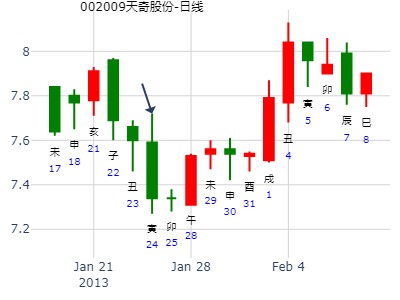 002009天奇股份-日线
8
7.8
7.6
7.4
7.2
未
17
申
18
亥
21
子
22
丑
23
寅
24
卯
25
午
28
未
29
申
30
酉
31
戌
1
丑
4
寅
5
卯
6
辰
7
巳
8
Jan 21
2013
Jan 28
Feb 4